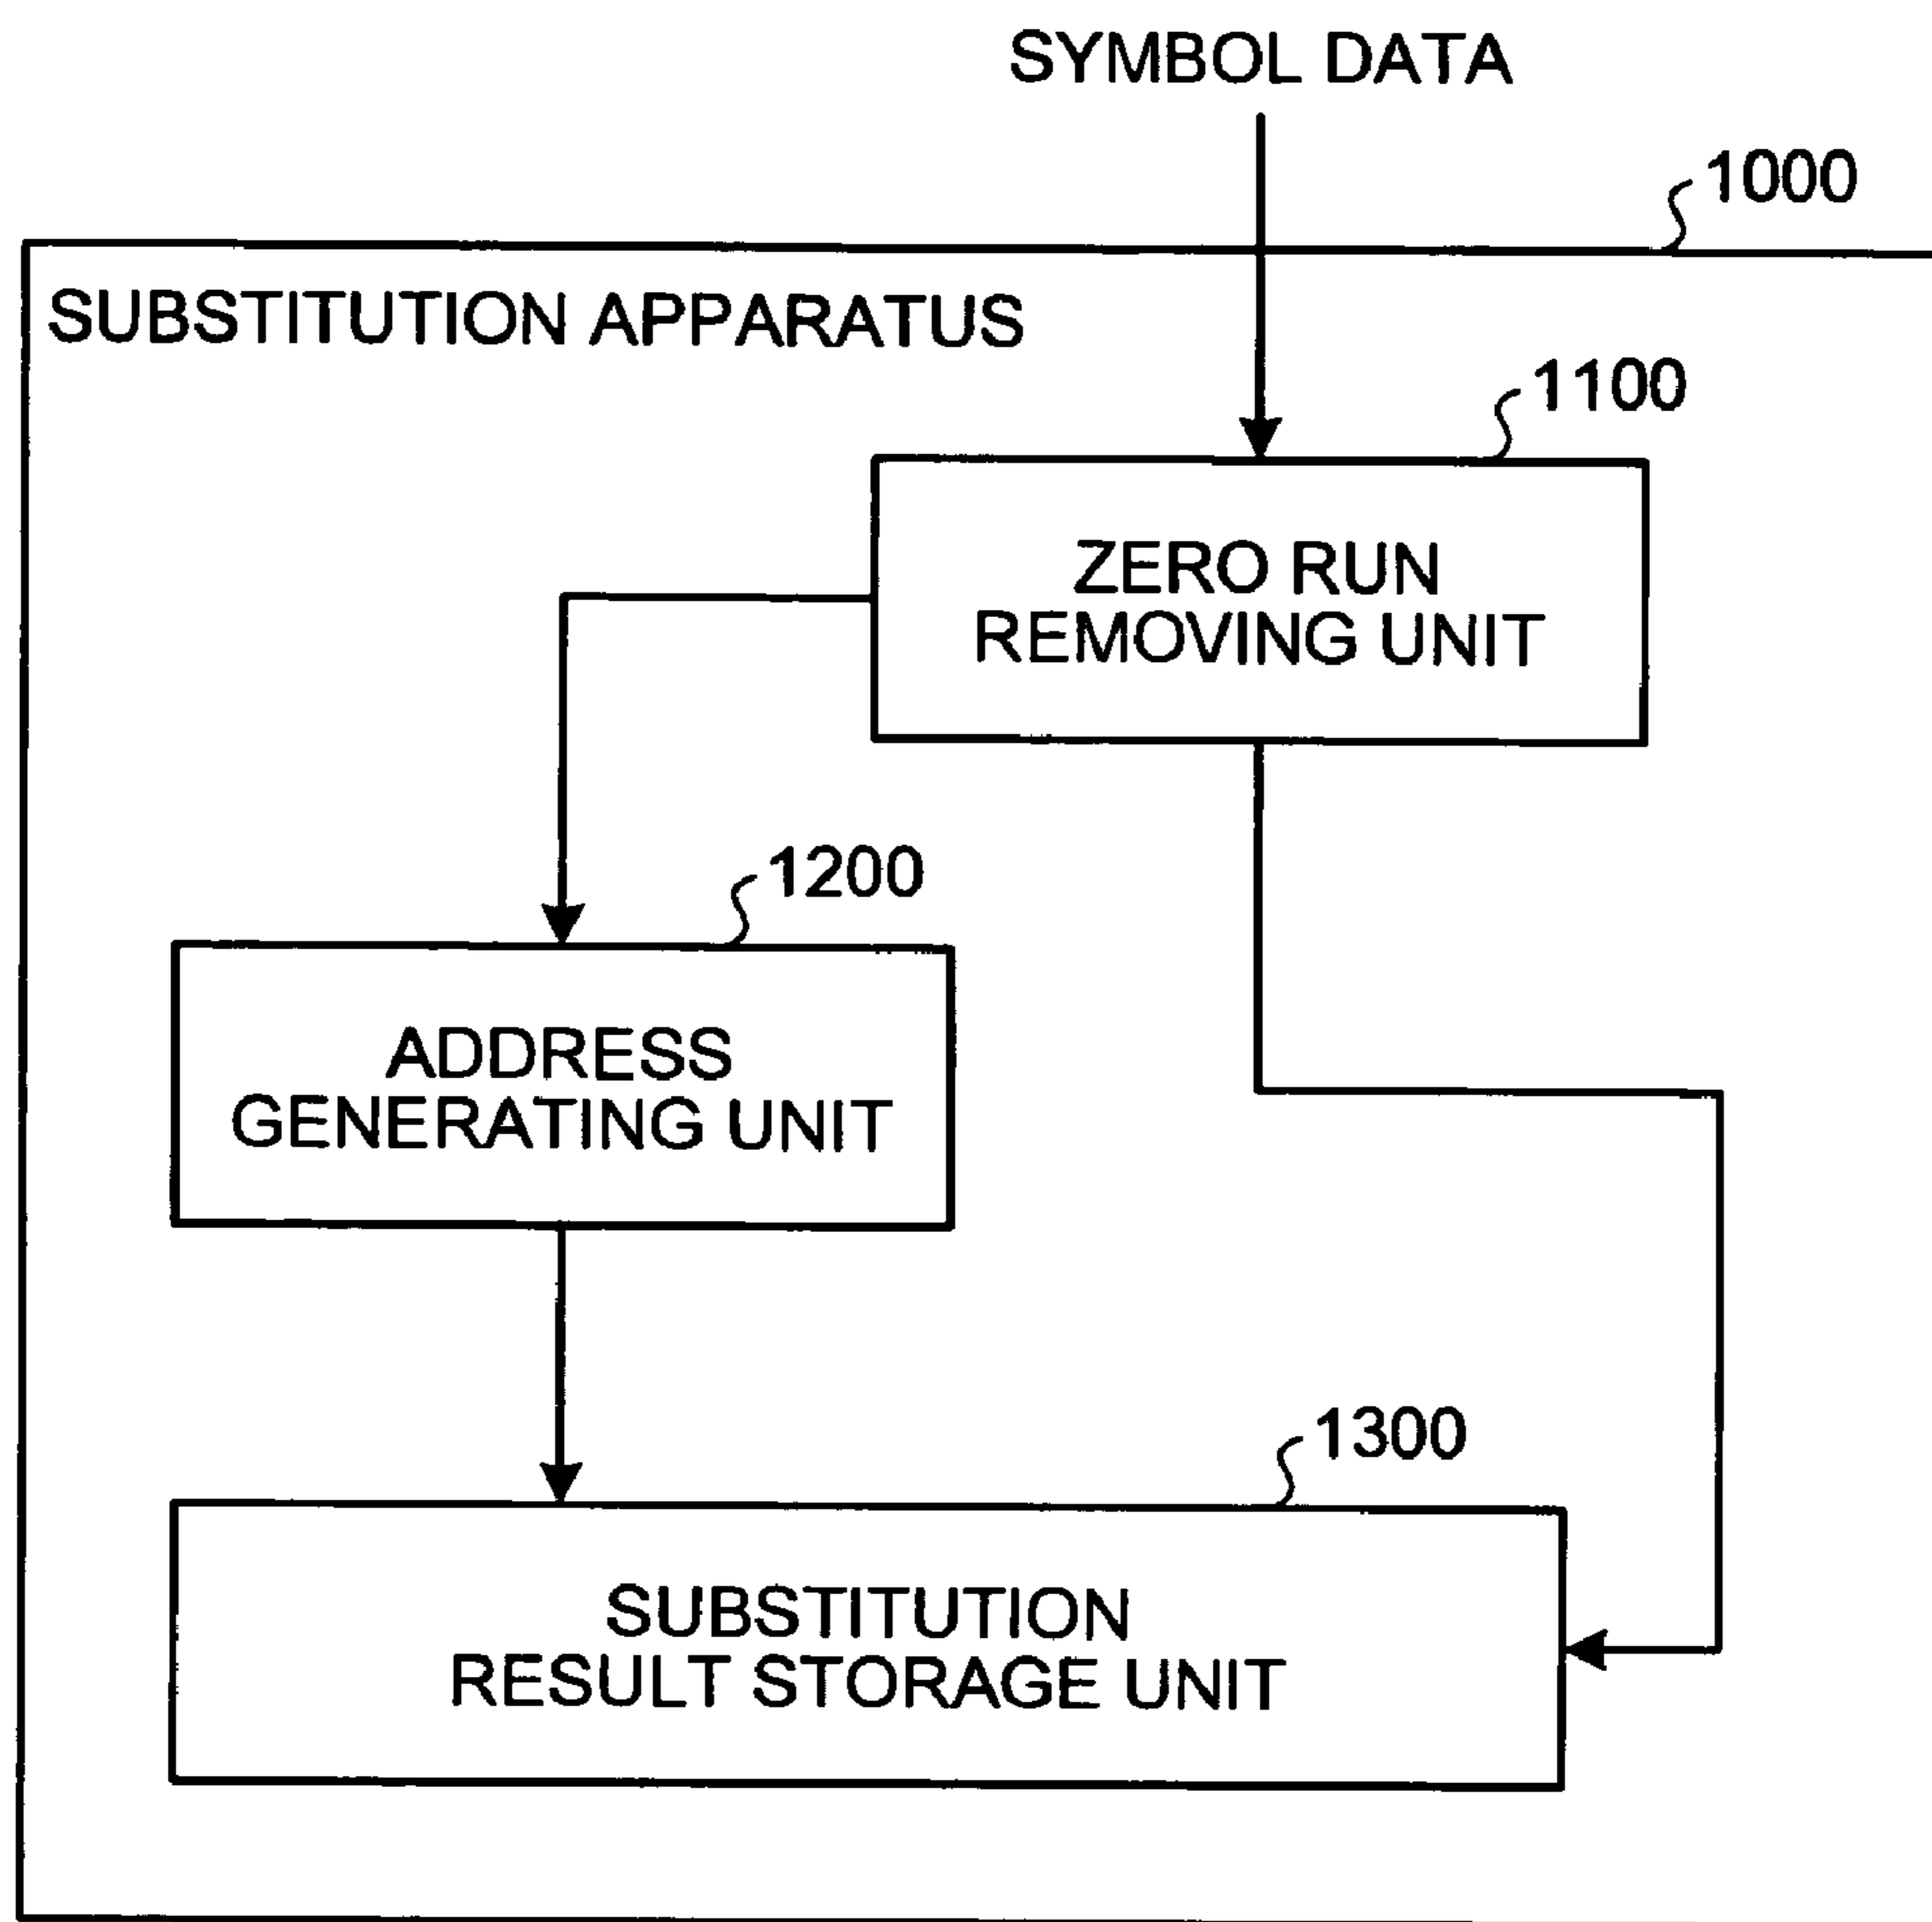 SYMBOL DATA
1000
SUBSTITUTION APPARATUS
1100
ZERO RUN
REMOVING UNIT
1200
ADDRESS
GENERATING UNIT
1300
SUBSTITUTION
RESULT STORAGE UNIT